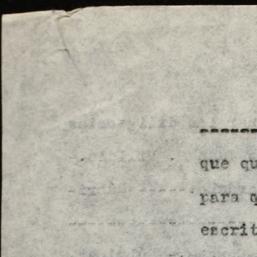 -------
que qu
para q
escrit